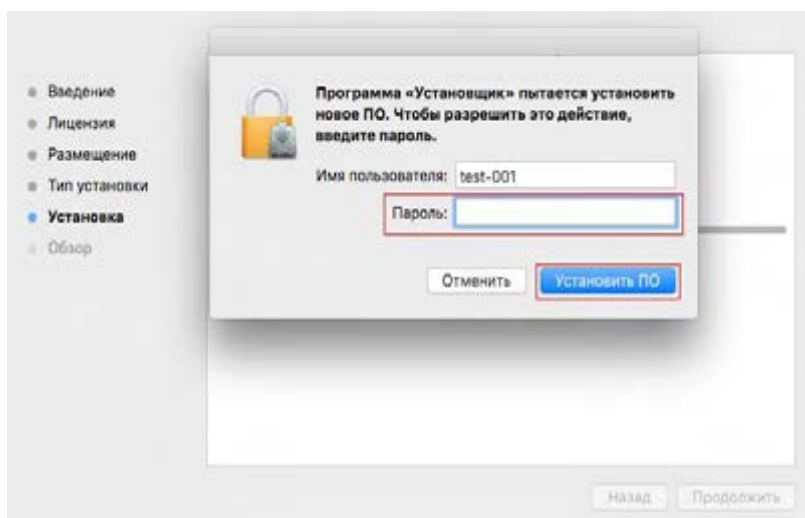 Введение
Лицензия
Размещение
Тип установки
Установка
Обзор
Программа «Установщик» пытается установить
новое ПО. Чтобы разрешить это действие,
введите пароль.
Имя пользователя: test-001
Пароль:
Отменить
Установить ПО
Назад
Продолжить